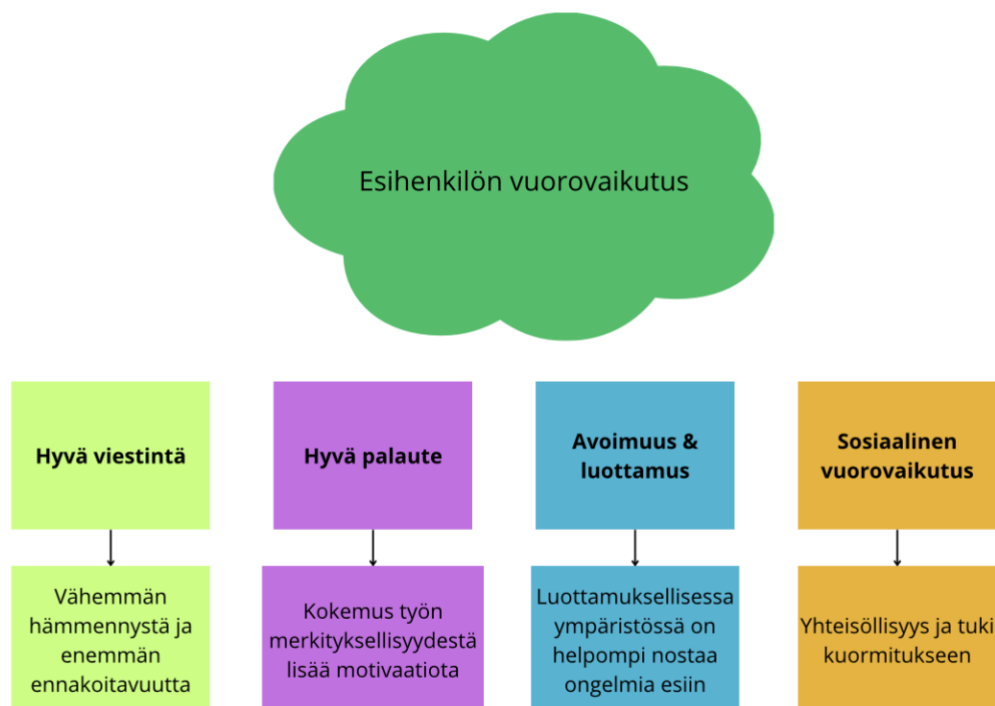 Esihenkilön vuorovaikutus
Hyvä viestintä
Hyvä palaute
Avoimuus &
luottamus
Sosiaalinen
vuorovaikutus
Vähemmän
hämmennystä ja
enemmän
ennakoitavuutta
Kokemus työn
merkityksellisyydestä
lisää motivaatiota
Luottamuksellisessa
ympäristössä on
helpompi nostaa
ongelmia esiin
Yhteisöllisyys ja tuki
kuormitukseen